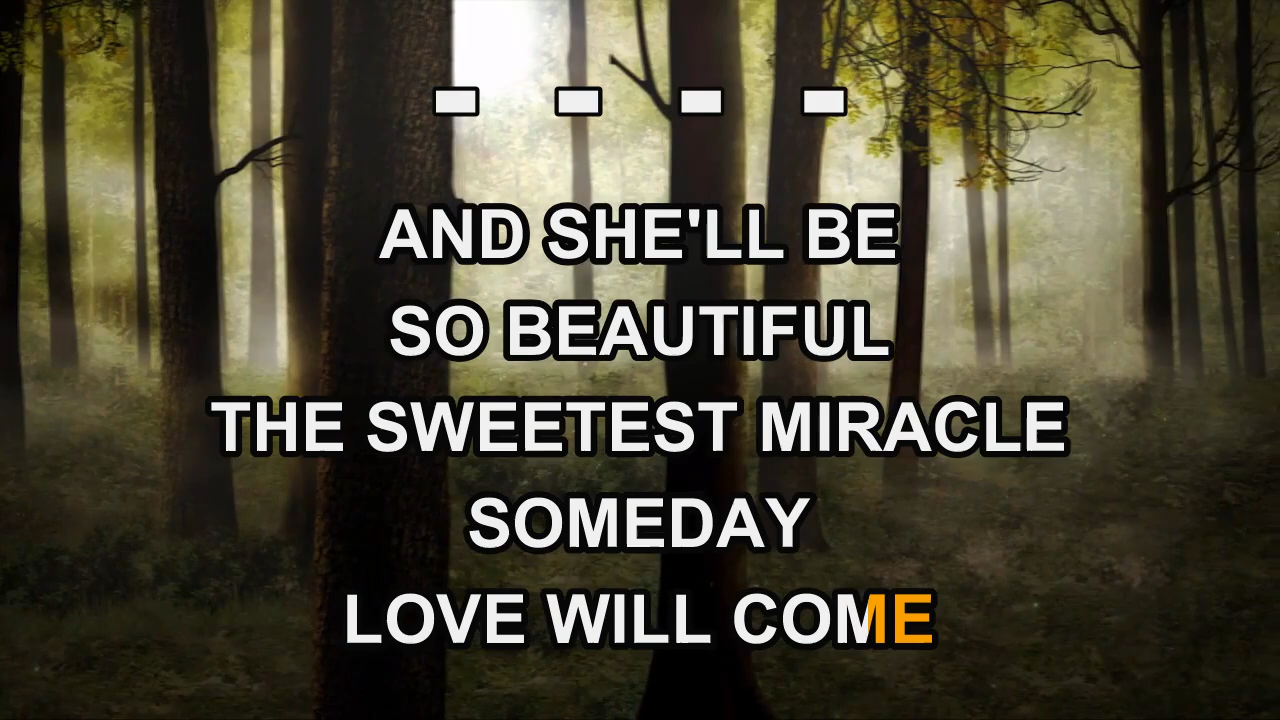 - - - -
AND SHE'LL BE
SO BEAUTIFUL
THE SWEETEST MIRACLE
SOMEDAY
LOVE WILL COME